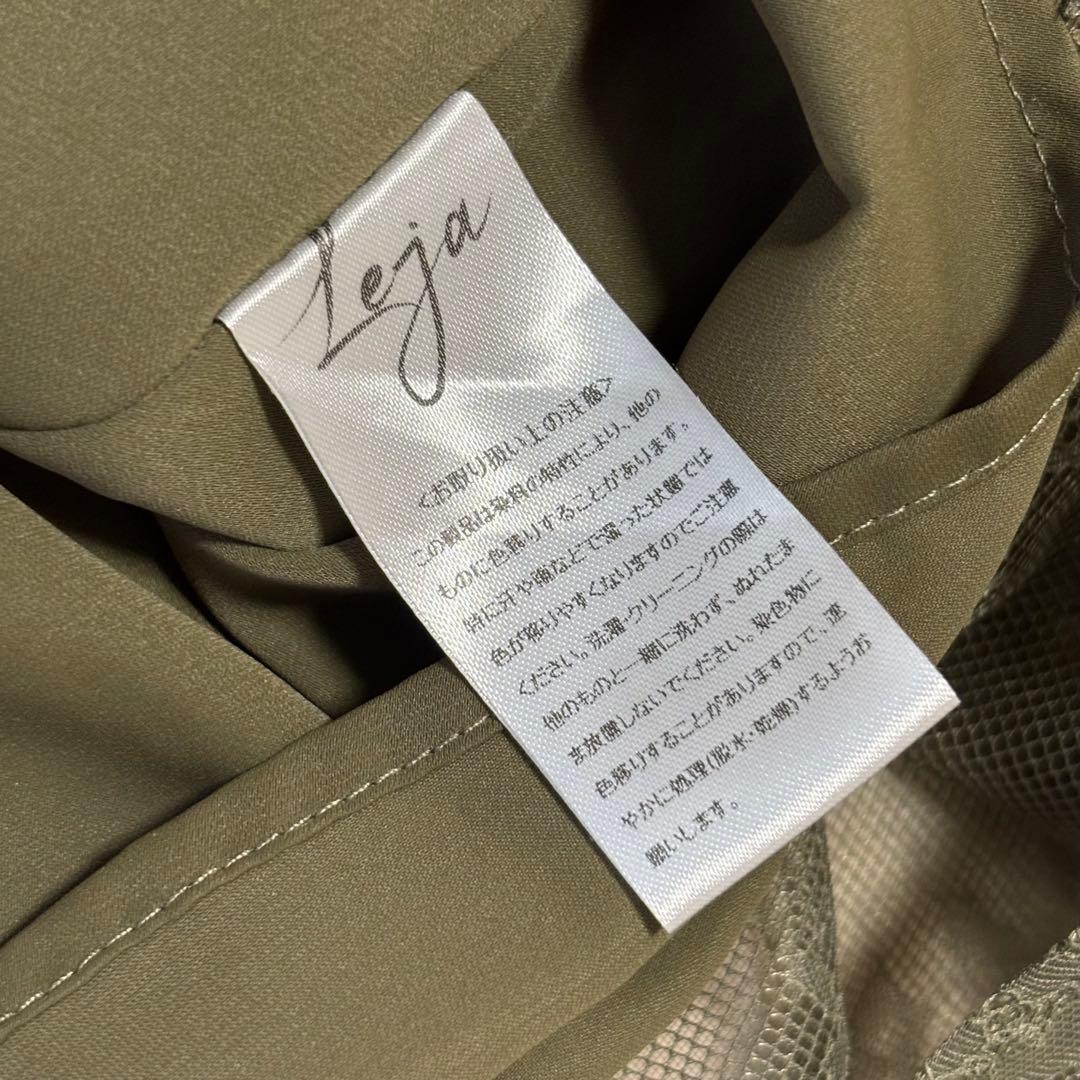 Leja
<お取り扱い上の注意>
この製品は染料の特性により、他の
ものに色移りすることがあります。
特に汗や雨などで湿った状態では
色が移りやすくなりますのでご注意
ください。洗濯・クリーニングの際は
他のものと一緒に洗わず、ぬれたま
ま放置しないでください。染色物に
色移りすることがありますので、速
やかに処理(脱水・乾燥)するようお
願いします。